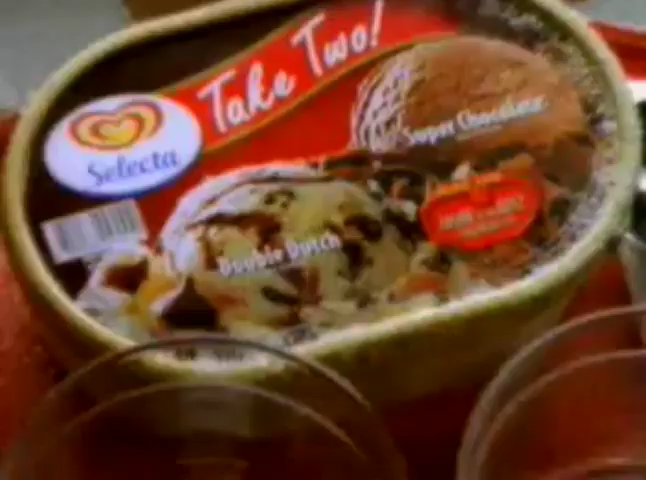 Take Two!
Selecta
Super Chocolate
Double Dutch